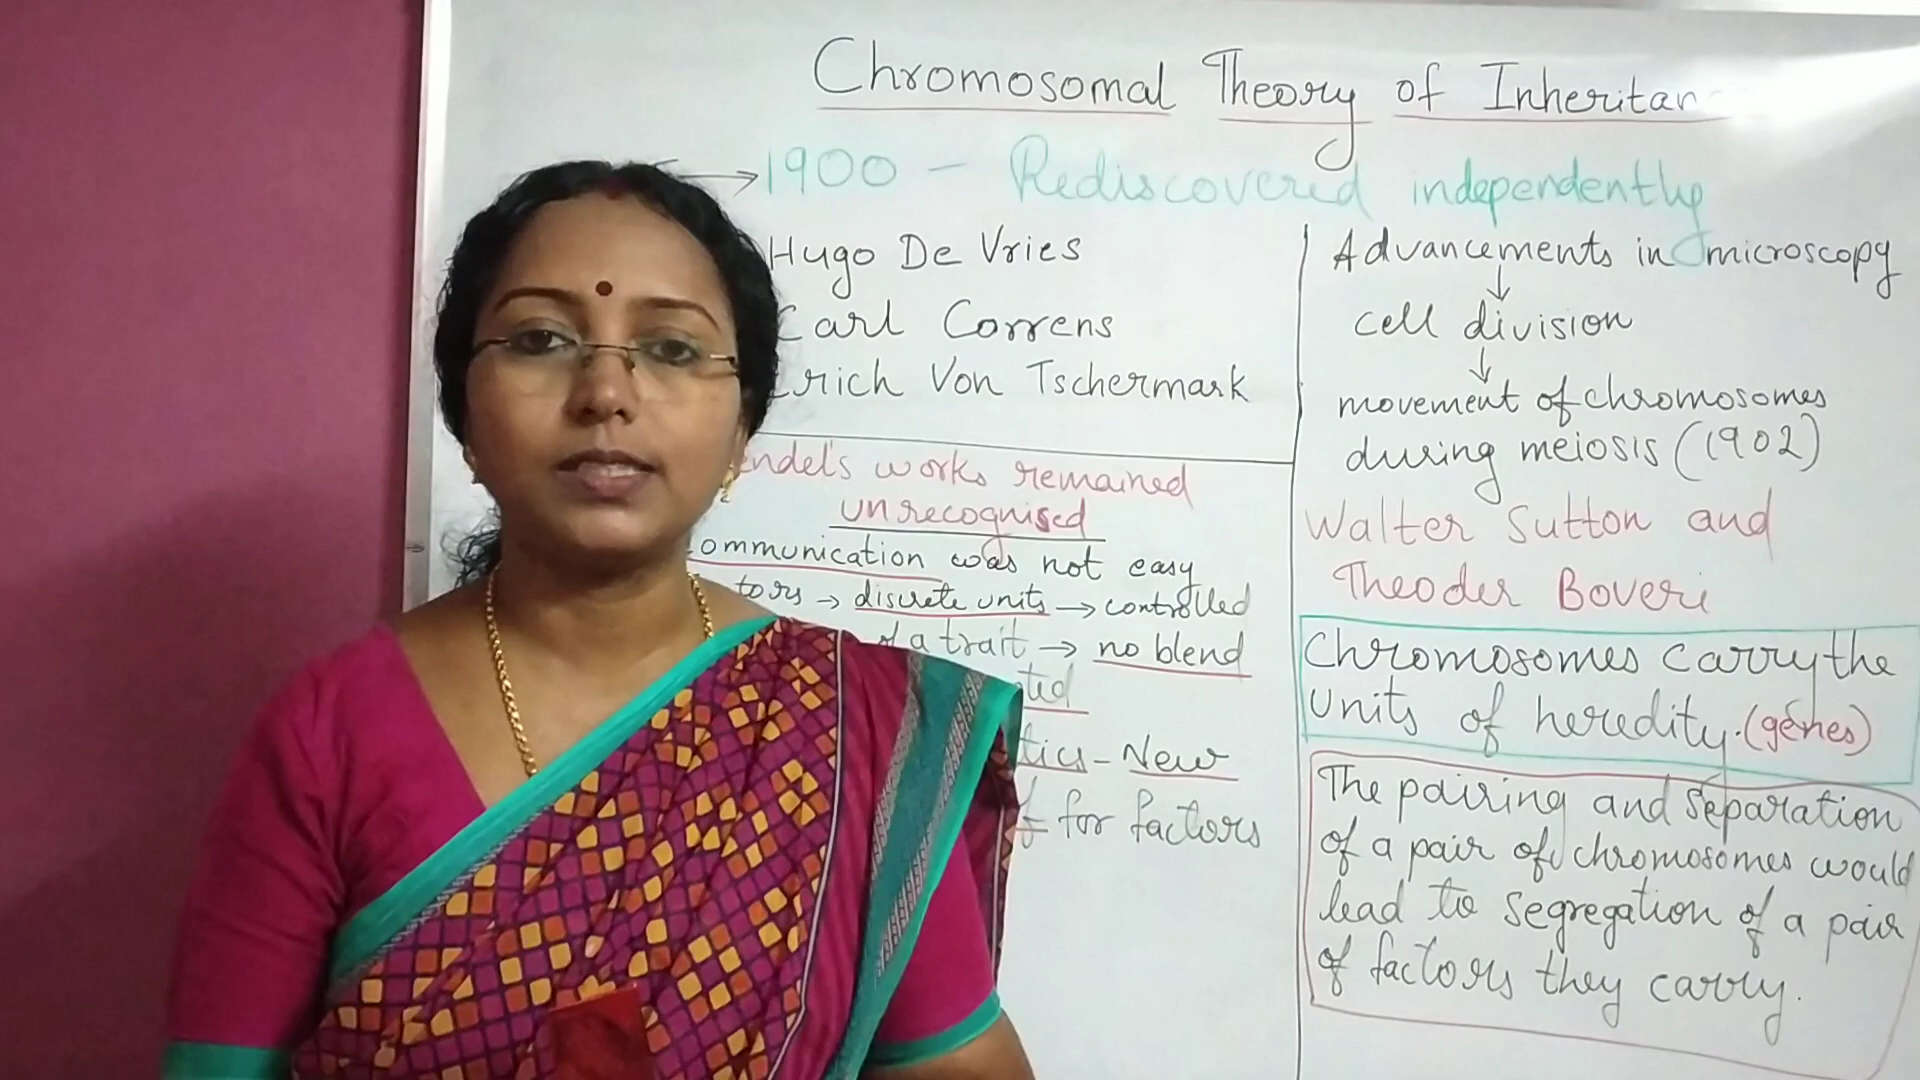 Chromosomal Theory of Inheritan
1900 - Rediscovered independently
Hugo De Vries
Carl Correns
Erich Von Tschermark
endel's works remained
unrecognised
ommunication was not easy
tors → discrete units → controlled
of a trait → no blend
ted
tics - New
for factors
Advancements in microscopy
↓
cell division
↓
movement of chromosomes
during meiosis (1902)
Walter Sutton and
Theoder Boveri
Chromosomes carry the
units of heredity. (genes)
The pairing and separation
of a pair of chromosomes would
lead to segregation of a pair
of factors they carry.